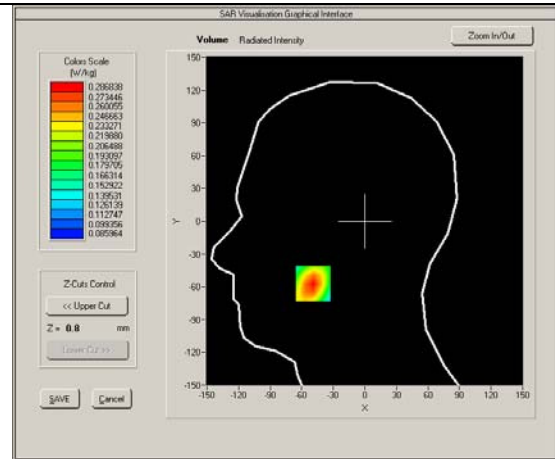 SAR Visualisation Graphical Interface
Volume Radiated Intensity
Zoom In/Out
Colors Scale
(W/kg)
0.286838
0.273446
0.260055
0.246663
0.233271
0.219880
0.206488
0.193097
0.179705
0.166314
0.152922
0.139531
0.126139
0.112747
0.099356
0.085964
Z-Cuts Control
<< Upper Cut
Z = 0.8 mm
Lower Cut >>
SAVE Cancel
150
120
90
60
30
0
-30
-60
-90
-120
-150
Y
-150 -120 -90 -60 -30 0 30 60 90 120 150
X